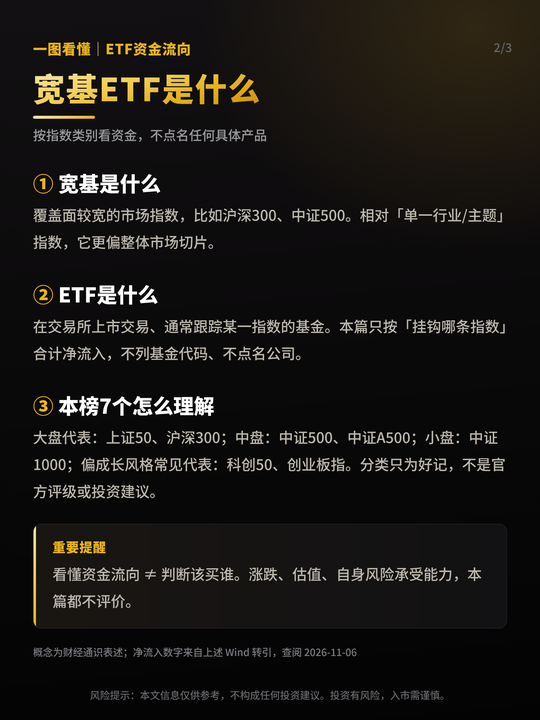 一图看懂｜ETF资金流向
2/3
宽基ETF是什么
按指数类别看资金，不点名任何具体产品
① 宽基是什么
覆盖面较宽的市场指数，比如沪深300、中证500。相对「单一行业/主题」
指数，它更偏整体市场切片。
② ETF是什么
在交易所上市交易、通常跟踪某一指数的基金。本篇只按「挂钩哪条指数」
合计净流入，不列基金代码、不点名公司。
③ 本榜7个怎么理解
大盘代表：上证50、沪深300；中盘：中证500、中证A500；小盘：中证
1000；偏成长风格常见代表：科创50、创业板指。分类只为好记，不是官
方评级或投资建议。
重要提醒
看懂资金流向 ≠ 判断该买谁。涨跌、估值、自身风险承受能力，本
篇都不评价。
概念为财经通识表述；净流入数字来自上述 Wind 转引，查阅 2026-11-06
风险提示：本文信息仅供参考，不构成任何投资建议。投资有风险，入市需谨慎。